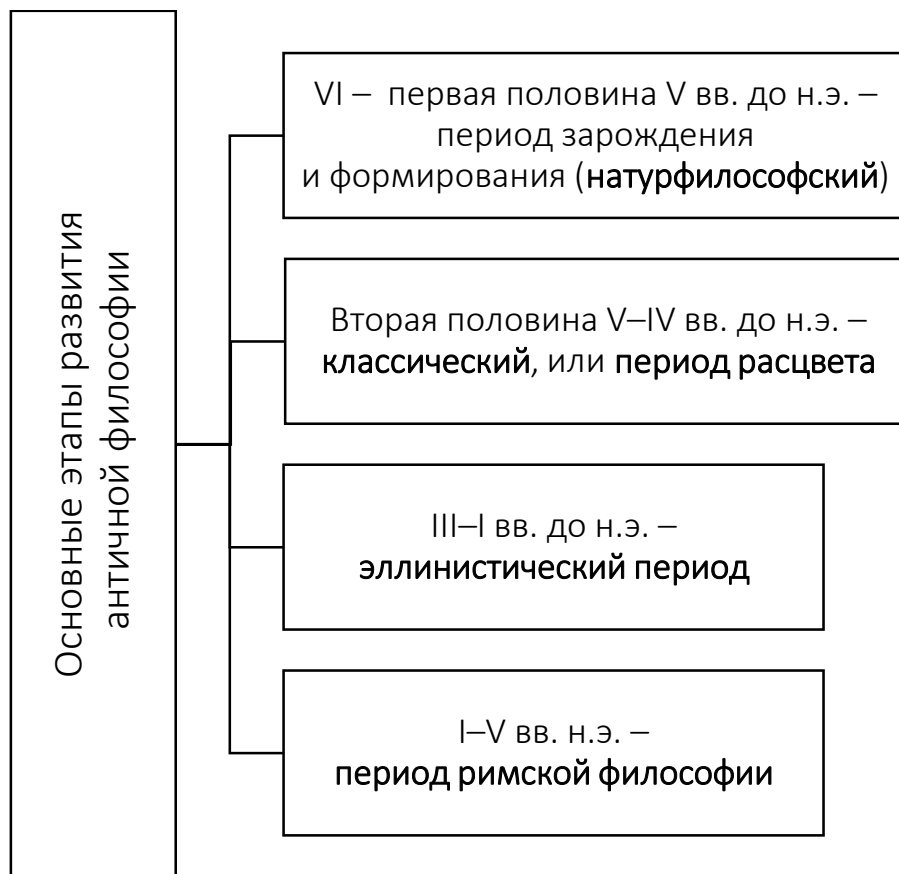 Основные этапы развития
античной философии
VI – первая половина V вв. до н.э. –
период зарождения
и формирования (натурфилософский)
Вторая половина V–IV вв. до н.э. –
классический, или период расцвета
III–I вв. до н.э. –
эллинистический период
I–V вв. н.э. –
период римской философии